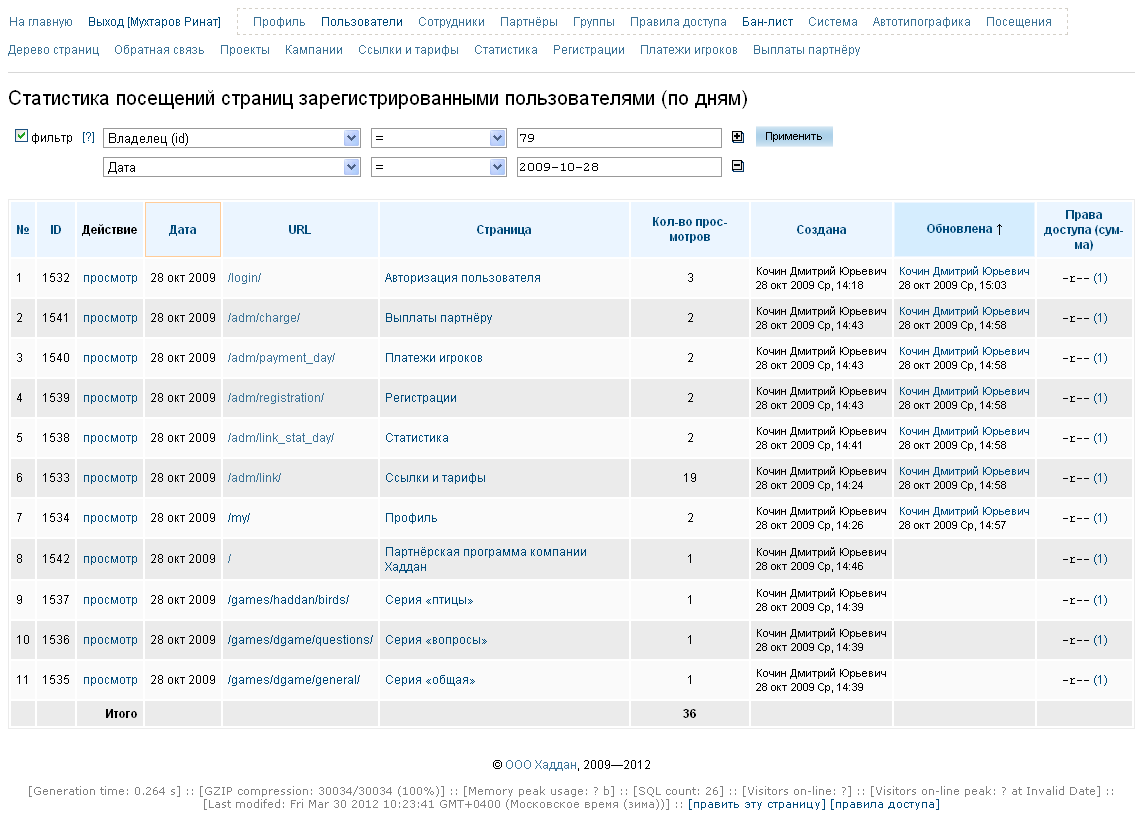 На главную Выход [Мухтаров Ринат] Профиль Пользователи Сотрудники Партнёры Группы Правила доступа Бан-лист Система Автотипографика Посещения
Дерево страниц Обратная связь Проекты Кампании Ссылки и тарифы Статистика Регистрации Платежи игроков Выплаты партнёру
Статистика посещений страниц зарегистрированными пользователями (по дням)
фильтр [?] Владелец (id) = 79 Применить
Дата = 2009-10-28
№ ID Действие Дата URL Страница Кол-во прос-
мотров Создана Обновлена ↑ Права
доступа (сум-
ма)
1 1532 просмотр 28 окт 2009 /login/ Авторизация пользователя 3 Кочин Дмитрий Юрьевич Кочин Дмитрий Юрьевич -r-- (1)
28 окт 2009 Ср, 14:18 28 окт 2009 Ср, 15:03
2 1541 просмотр 28 окт 2009 /adm/charge/ Выплаты партнёру 2 Кочин Дмитрий Юрьевич Кочин Дмитрий Юрьевич -r-- (1)
28 окт 2009 Ср, 14:43 28 окт 2009 Ср, 14:58
3 1540 просмотр 28 окт 2009 /adm/payment_day/ Платежи игроков 2 Кочин Дмитрий Юрьевич Кочин Дмитрий Юрьевич -r-- (1)
28 окт 2009 Ср, 14:43 28 окт 2009 Ср, 14:58
4 1539 просмотр 28 окт 2009 /adm/registration/ Регистрации 2 Кочин Дмитрий Юрьевич Кочин Дмитрий Юрьевич -r-- (1)
28 окт 2009 Ср, 14:43 28 окт 2009 Ср, 14:58
5 1538 просмотр 28 окт 2009 /adm/link_stat_day/ Статистика 2 Кочин Дмитрий Юрьевич Кочин Дмитрий Юрьевич -r-- (1)
28 окт 2009 Ср, 14:41 28 окт 2009 Ср, 14:58
6 1533 просмотр 28 окт 2009 /adm/link/ Ссылки и тарифы 19 Кочин Дмитрий Юрьевич Кочин Дмитрий Юрьевич -r-- (1)
28 окт 2009 Ср, 14:24 28 окт 2009 Ср, 14:58
7 1534 просмотр 28 окт 2009 /my/ Профиль 2 Кочин Дмитрий Юрьевич Кочин Дмитрий Юрьевич -r-- (1)
28 окт 2009 Ср, 14:26 28 окт 2009 Ср, 14:57
8 1542 просмотр 28 окт 2009 / Партнёрская программа компании
Хаддан 1 Кочин Дмитрий Юрьевич -r-- (1)
28 окт 2009 Ср, 14:46
9 1537 просмотр 28 окт 2009 /games/haddan/birds/ Серия «птицы» 1 Кочин Дмитрий Юрьевич -r-- (1)
28 окт 2009 Ср, 14:39
10 1536 просмотр 28 окт 2009 /games/dgame/questions/ Серия «вопросы» 1 Кочин Дмитрий Юрьевич -r-- (1)
28 окт 2009 Ср, 14:39
11 1535 просмотр 28 окт 2009 /games/dgame/general/ Серия «общая» 1 Кочин Дмитрий Юрьевич -r-- (1)
28 окт 2009 Ср, 14:39
Итого 36
© ООО Хаддан, 2009—2012
[Generation time: 0.264 s] :: [GZIP compression: 30034/30034 (100%)] :: [Memory peak usage: ? b] :: [SQL count: 26] :: [Visitors on-line: ?] :: [Visitors on-line peak: ? at Invalid Date] ::
[Last modifed: Fri Mar 30 2012 10:23:41 GMT+0400 (Московское время (зима))] :: [править эту страницу] [правила доступа]